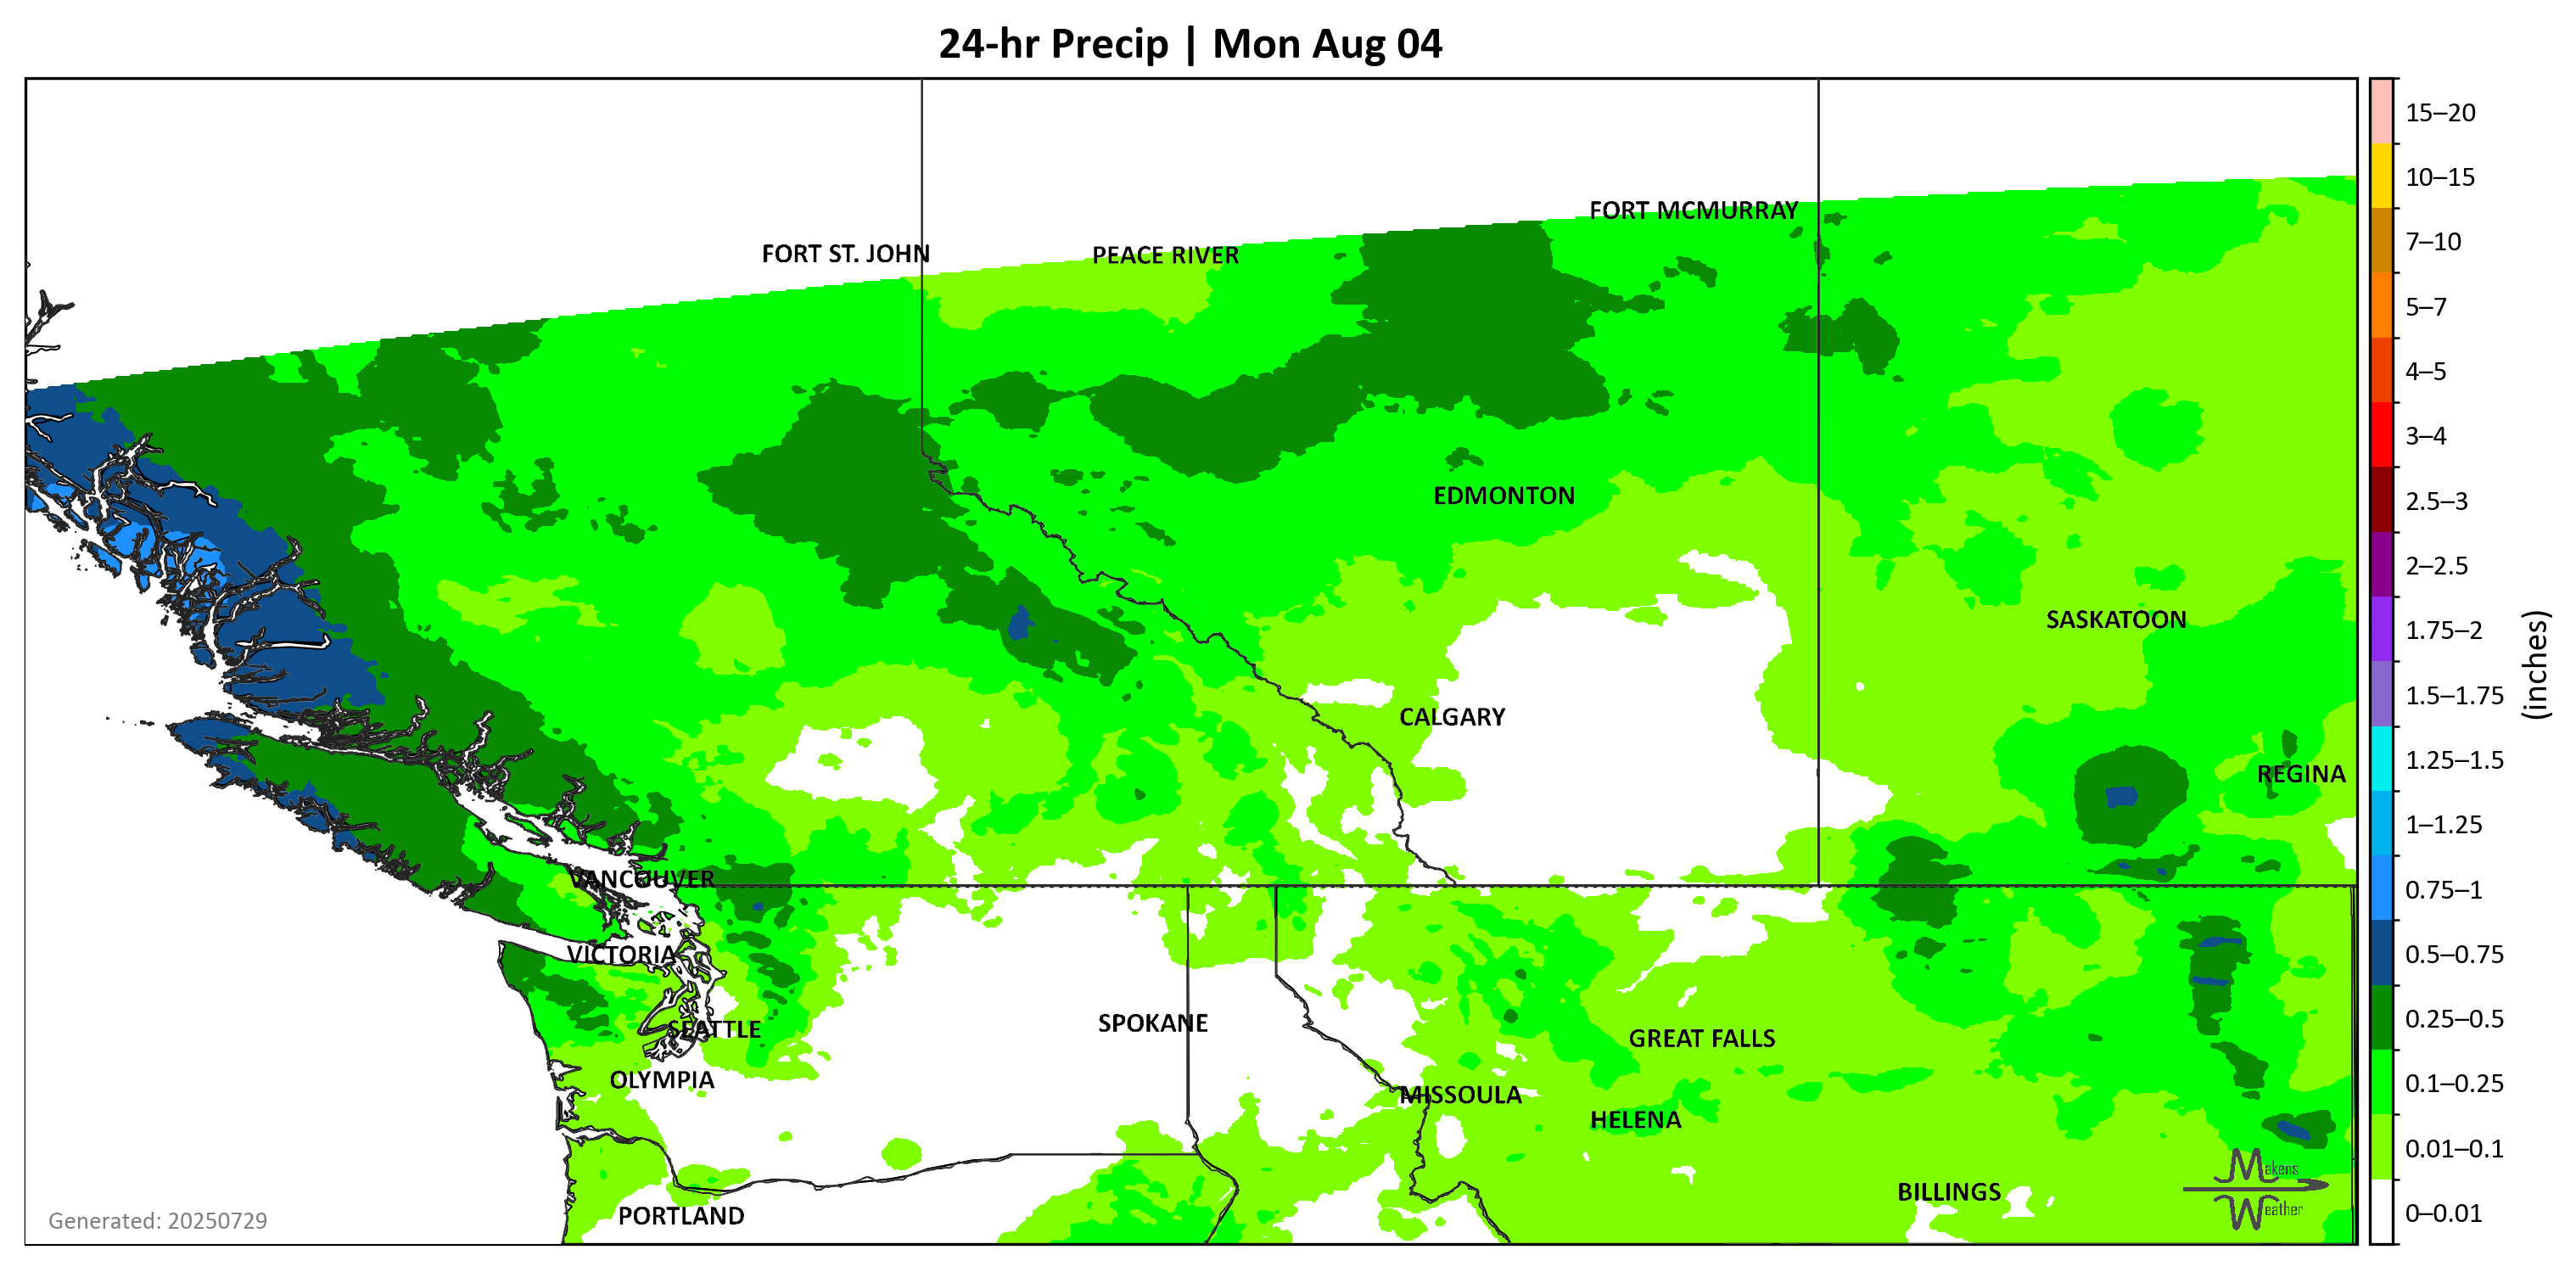 24-hr Precip | Mon Aug 04
FORT MCMURRAY
FORT ST. JOHN
PEACE RIVER
EDMONTON
SASKATOON
CALGARY
REGINA
VANCOUVER
VICTORIA
SEATTLE
SPOKANE
GREAT FALLS
OLYMPIA
MISSOULA
HELENA
BILLINGS
PORTLAND
Makens
Weather
Generated: 20250729
15–20
10–15
7–10
5–7
4–5
3–4
2.5–3
2–2.5
1.75–2
1.5–1.75
1.25–1.5
1–1.25
0.75–1
0.5–0.75
0.25–0.5
0.1–0.25
0.01–0.1
0–0.01
(inches)